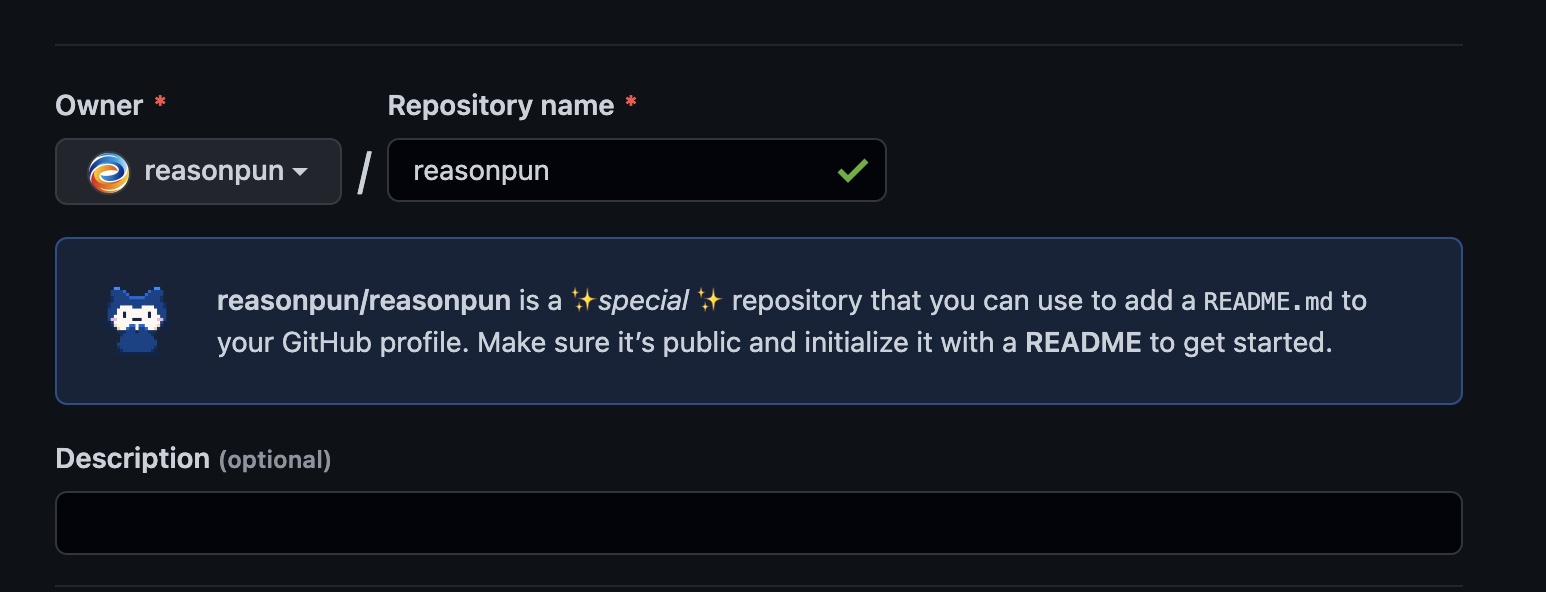 Owner *
Repository name *
reasonpun / reasonpun
reasonpun/reasonpun is a ✨special✨ repository that you can use to add a README.md to
your GitHub profile. Make sure it’s public and initialize it with a README to get started.
Description (optional)